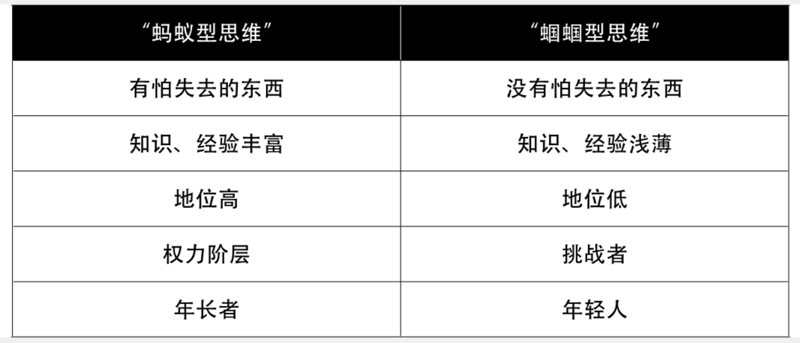 “蚂蚁型思维” “蝈蝈型思维”
有怕失去的东西 没有怕失去的东西
知识、经验丰富 知识、经验浅薄
地位高 地位低
权力阶层 挑战者
年长者 年轻人